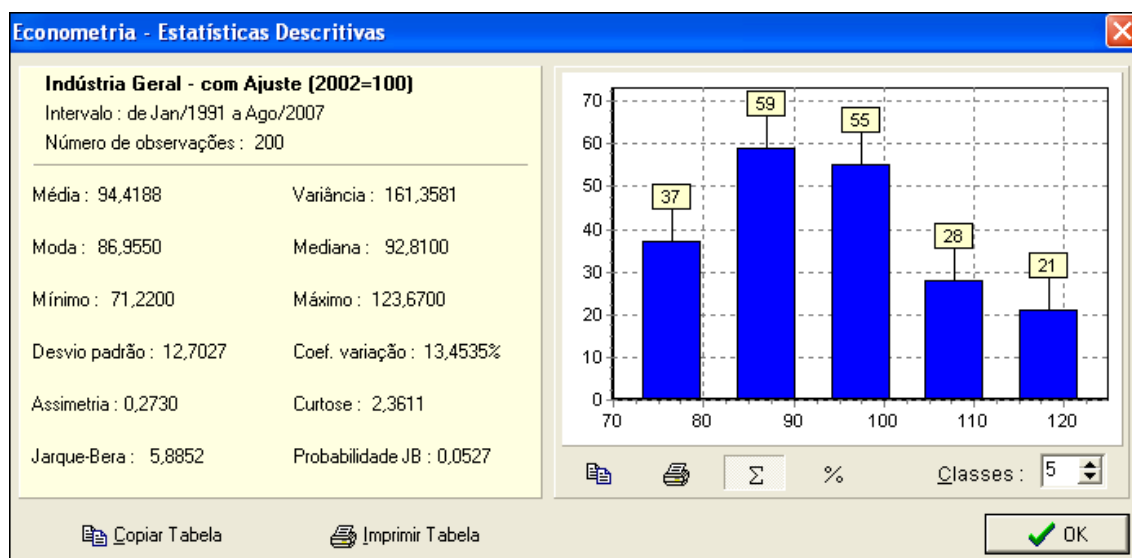 Econometria - Estatísticas Descritivas
Indústria Geral - com Ajuste (2002=100)
Intervalo : de Jan/1991 a Ago/2007
Número de observações : 200
Média : 94,4188 Variância : 161,3581
Moda : 86,9550 Mediana : 92,8100
Mínimo : 71,2200 Máximo : 123,6700
Desvio padrão : 12,7027 Coef. variação : 13,4535%
Assimetria : 0,2730 Curtose : 2,3611
Jarque-Bera : 5,8852 Probabilidade JB : 0,0527
Copiar Tabela Imprimir Tabela
70
60
50
40
30
20
10
0
37 59 55 28 21
70 80 90 100 110 120
Σ % Classes : 5
OK